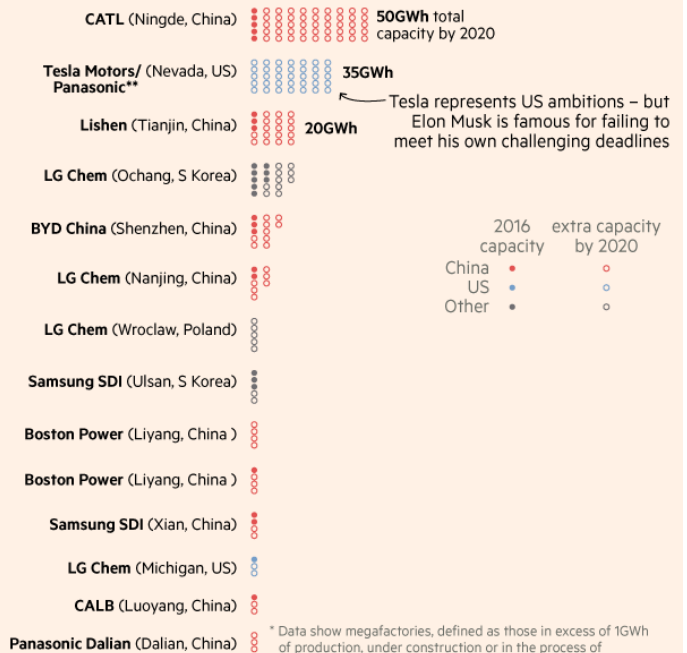 CATL (Ningde, China)
50GWh total
capacity by 2020
Tesla Motors/ (Nevada, US)
Panasonic**
35GWh
Tesla represents US ambitions – but
Elon Musk is famous for failing to
meet his own challenging deadlines
Lishen (Tianjin, China)
20GWh
LG Chem (Ochang, S Korea)
BYD China (Shenzhen, China)
2016
capacity
extra capacity
by 2020
China
US
Other
LG Chem (Nanjing, China)
LG Chem (Wroclaw, Poland)
Samsung SDI (Ulsan, S Korea)
Boston Power (Liyang, China )
Boston Power (Liyang, China )
Samsung SDI (Xian, China)
LG Chem (Michigan, US)
CALB (Luoyang, China)
Panasonic Dalian (Dalian, China)
* Data show megafactories, defined as those in excess of 1GWh
of production, under construction or in the process of